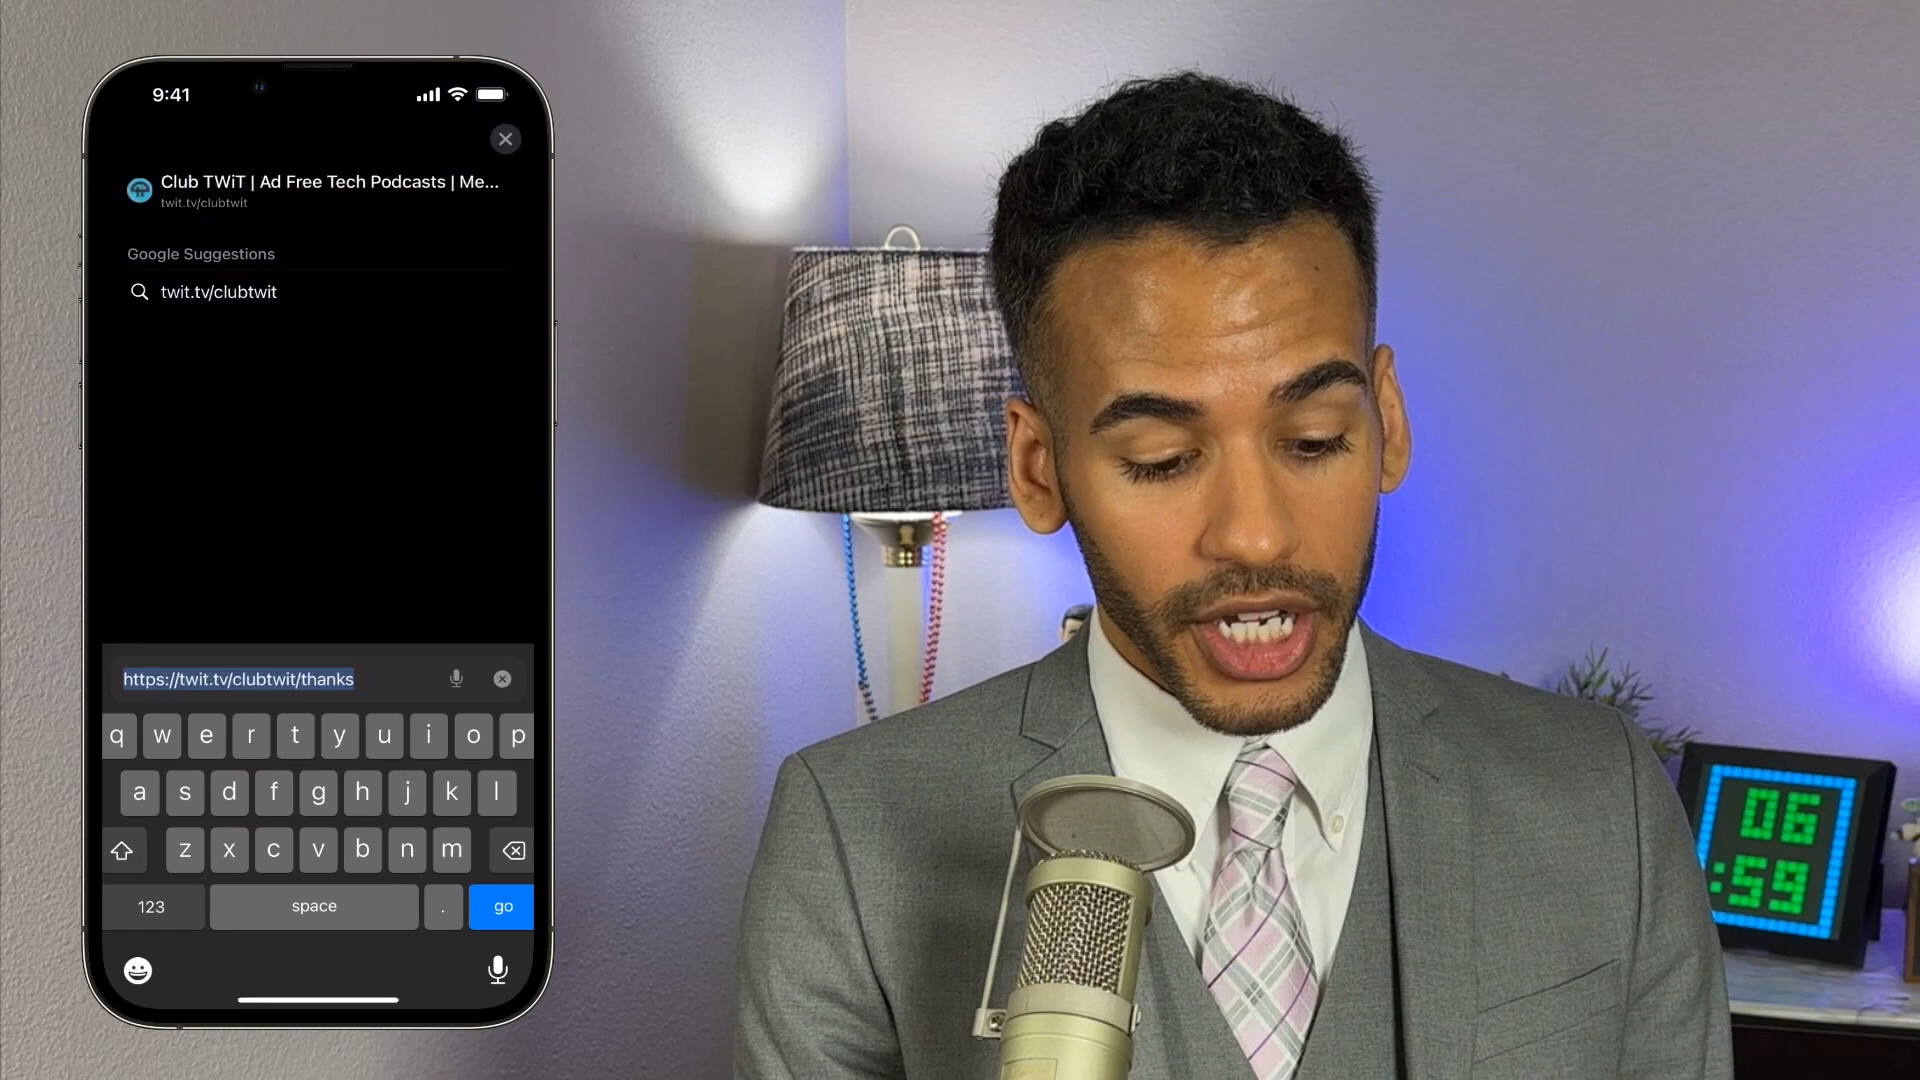 9:41
Club TWiT | Ad Free Tech Podcasts | Me...
twit.tv/clubtwit
Google Suggestions
twit.tv/clubtwit
https://twit.tv/clubtwit/thanks
q w e r t y u i o p
a s d f g h j k l
z x c v b n m
123 space . go
06
:59